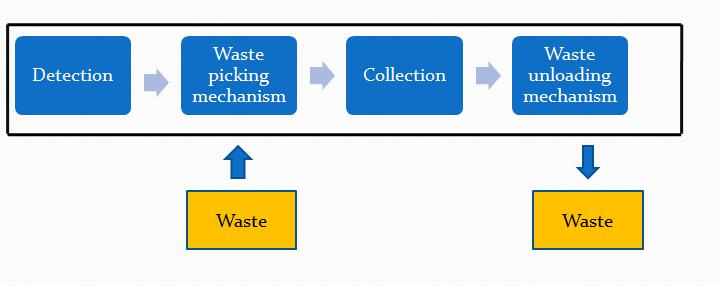 Detection
Waste
picking
mechanism
Collection
Waste
unloading
mechanism
Waste
Waste